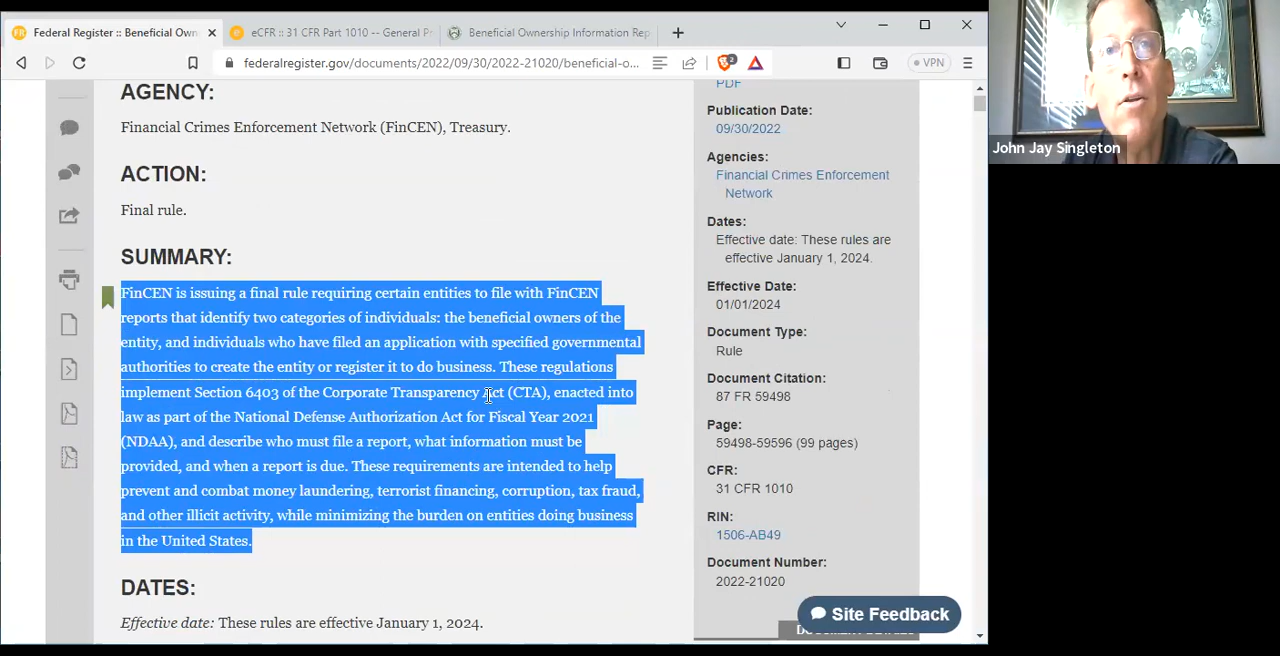 Federal Register :: Beneficial Own
eCFR :: 31 CFR Part 1010 -- General P
Beneficial Ownership Information Rep
federalregister.gov/documents/2022/09/30/2022-21020/beneficial-o...
2
VPN
AGENCY:
Financial Crimes Enforcement Network (FinCEN), Treasury.
ACTION:
Final rule.
SUMMARY:
FinCEN is issuing a final rule requiring certain entities to file with FinCEN
reports that identify two categories of individuals: the beneficial owners of the
entity, and individuals who have filed an application with specified governmental
authorities to create the entity or register it to do business. These regulations
implement Section 6403 of the Corporate Transparency Act (CTA), enacted into
law as part of the National Defense Authorization Act for Fiscal Year 2021
(NDAA), and describe who must file a report, what information must be
provided, and when a report is due. These requirements are intended to help
prevent and combat money laundering, terrorist financing, corruption, tax fraud,
and other illicit activity, while minimizing the burden on entities doing business
in the United States.
DATES:
Effective date: These rules are effective January 1, 2024.
PDF
Publication Date:
09/30/2022
Agencies:
Financial Crimes Enforcement
Network
Dates:
Effective date: These rules are
effective January 1, 2024.
Effective Date:
01/01/2024
Document Type:
Rule
Document Citation:
87 FR 59498
Page:
59498-59596 (99 pages)
CFR:
31 CFR 1010
RIN:
1506-AB49
Document Number:
2022-21020
Site Feedback
John Jay Singleton